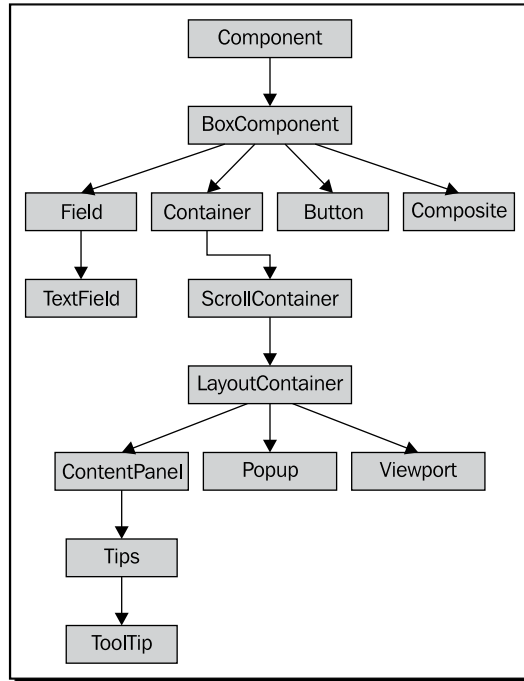 Component
BoxComponent
Field
Container
Button
Composite
TextField
ScrollContainer
LayoutContainer
ContentPanel
Popup
Viewport
Tips
ToolTip